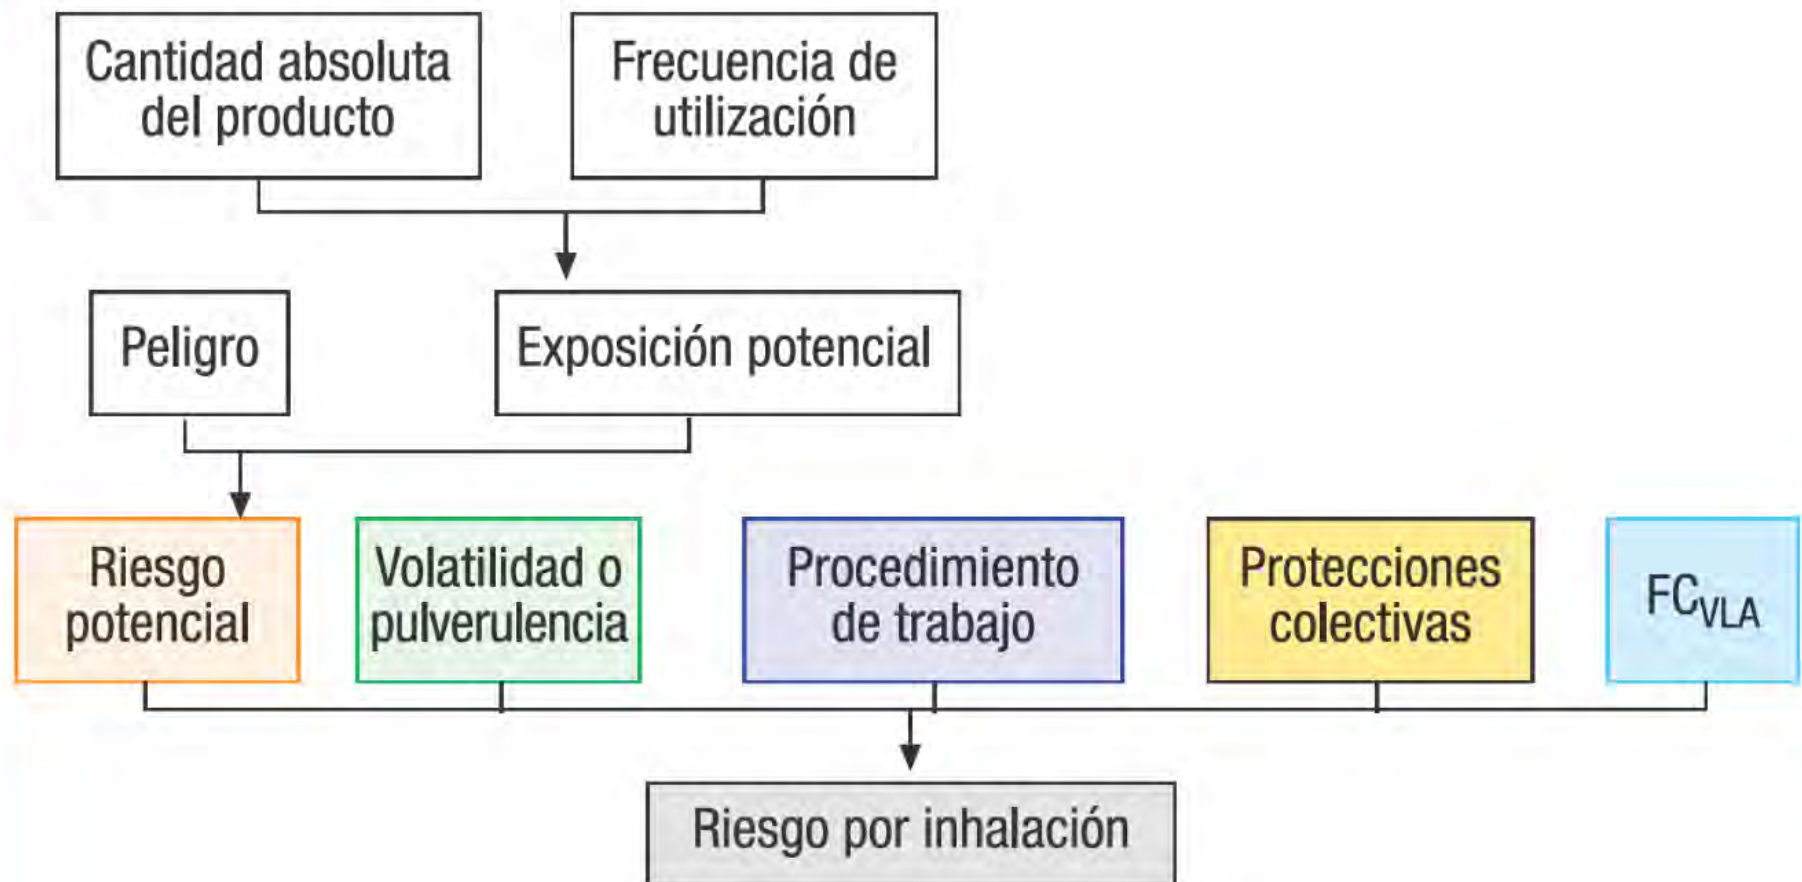 Cantidad absoluta
del producto
Frecuencia de
utilización
Peligro
Exposición potencial
Riesgo
potencial
Volatilidad o
pulverulencia
Procedimiento
de trabajo
Protecciones
colectivas
FCVLA
Riesgo por inhalación